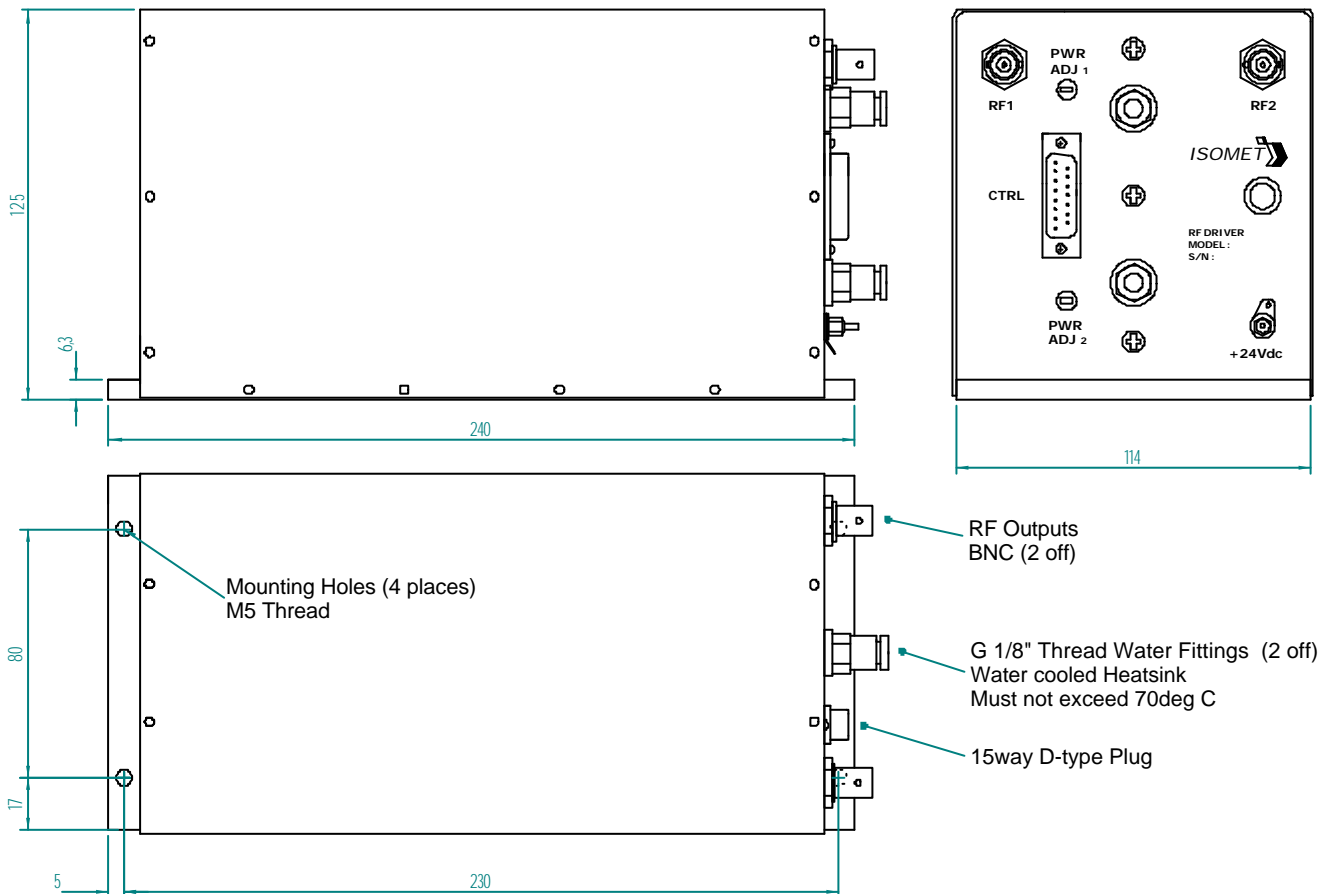 125
6,3
240
PWR
ADJ 1
RF1
RF2
ISOMET
CTRL
RF DRIVER
MODEL :
S/N :
PWR
ADJ 2
+24Vdc
114
RF Outputs
BNC (2 off)
Mounting Holes (4 places)
M5 Thread
80
G 1/8" Thread Water Fittings (2 off)
Water cooled Heatsink
Must not exceed 70deg C
15way D-type Plug
17
5
230